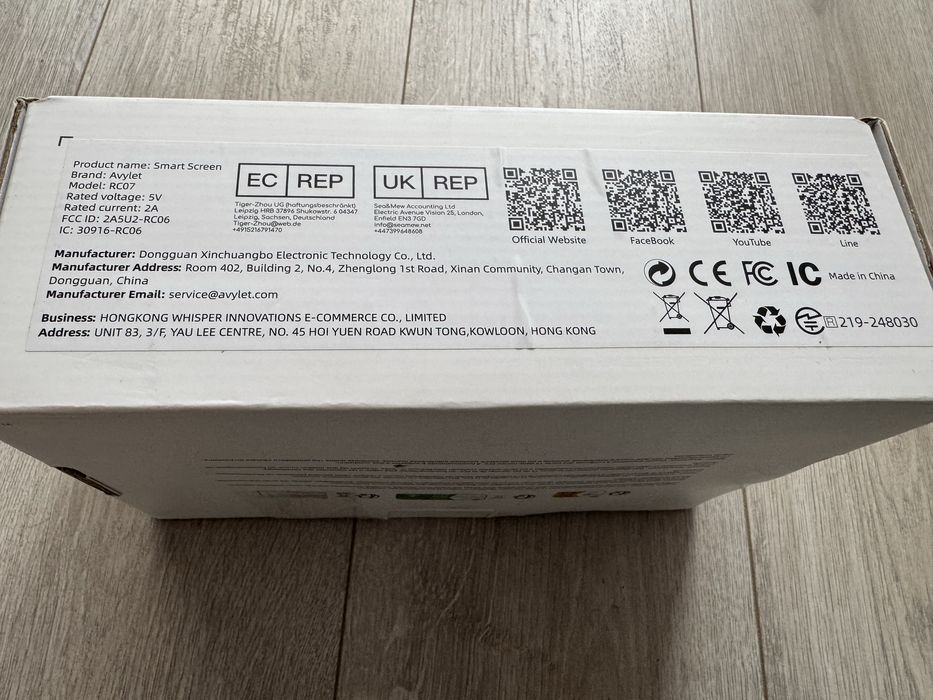 Product name: Smart Screen
Brand: Avylet
Model: RC07
Rated voltage: 5V
Rated current: 2A
FCC ID: 2A5U2-RC06
IC: 30916-RC06
EC REP
Tiger-Zhou UG (haftungsbeschränkt)
Leipzig HRB 37896 Shukowstr. 6 04347
Leipzig, Sachsen, Deutschland
Tiger-Zhou@web.de
+4915216791470
UK REP
Sea&Mew Accounting Ltd
Electric Avenue Vision 25, London,
Enfield EN3 7GD
info@seamew.net
+447399648608
Official Website
FaceBook
YouTube
Line
Manufacturer: Dongguan Xinchuangbo Electronic Technology Co., Ltd.
Manufacturer Address: Room 402, Building 2, No.4, Zhenglong 1st Road, Xinan Community, Changan Town,
Dongguan, China
Manufacturer Email: service@avylet.com
Business: HONGKONG WHISPER INNOVATIONS E-COMMERCE CO., LIMITED
Address: UNIT 83, 3/F, YAU LEE CENTRE, NO. 45 HOI YUEN ROAD KWUN TONG,KOWLOON, HONG KONG
CE FC IC Made in China
R 219-248030